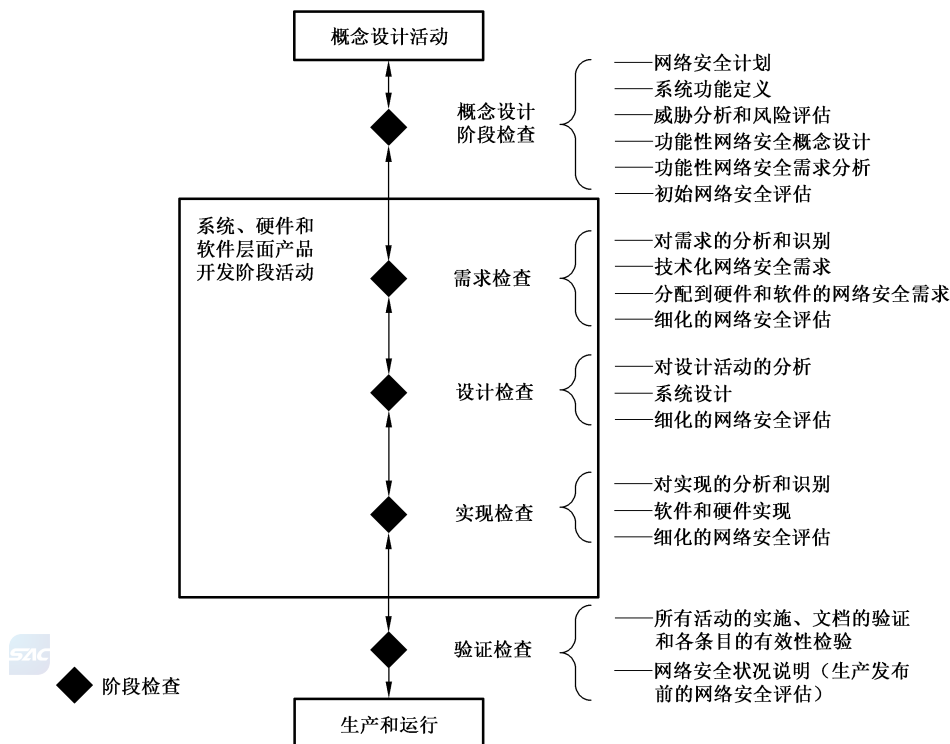 概念设计活动
概念设计
阶段检查
——网络安全计划
——系统功能定义
——威胁分析和风险评估
——功能性网络安全概念设计
——功能性网络安全需求分析
——初始网络安全评估
系统、硬件和
软件层面产品
开发阶段活动
需求检查
——对需求的分析和识别
——技术化网络安全需求
——分配到硬件和软件的网络安全需求
——细化的网络安全评估
设计检查
——对设计活动的分析
——系统设计
——细化的网络安全评估
实现检查
——对实现的分析和识别
——软件和硬件实现
——细化的网络安全评估
验证检查
——所有活动的实施、文档的验证
和各条目的有效性检验
——网络安全状况说明（生产发布
前的网络安全评估）
SAC
阶段检查
生产和运行